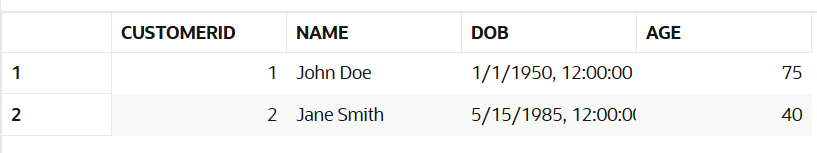 CUSTOMERID NAME DOB AGE
1 1 John Doe 1/1/1950, 12:00:00 75
2 2 Jane Smith 5/15/1985, 12:00:00 40